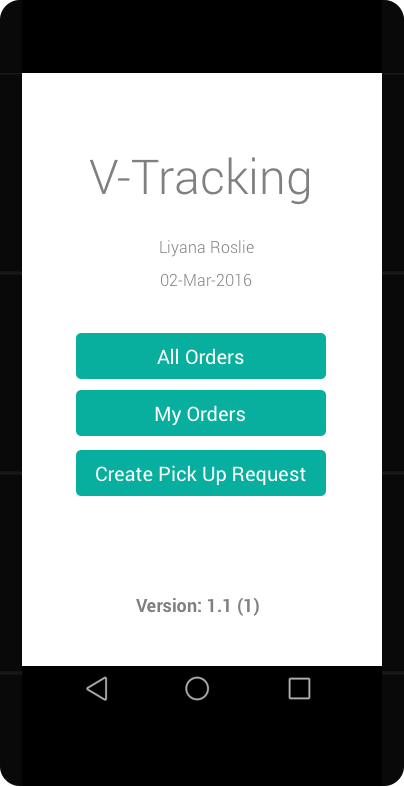 V-Tracking
Liyana Roslie
02-Mar-2016
All Orders
My Orders
Create Pick Up Request
Version: 1.1 (1)